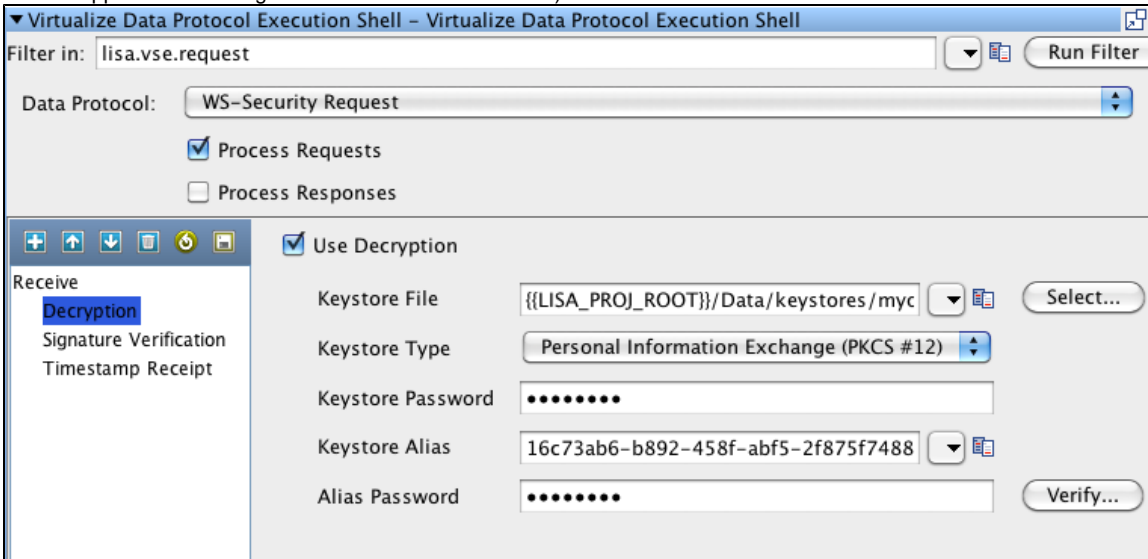 ▼ Virtualize Data Protocol Execution Shell – Virtualize Data Protocol Execution Shell
Filter in: lisa.vse.request Run Filter
Data Protocol: WS-Security Request
Process Requests
Process Responses
Use Decryption
Receive
Decryption
Signature Verification
Timestamp Receipt
Keystore File {{LISA_PROJ_ROOT}}/Data/keystores/myc Select...
Keystore Type Personal Information Exchange (PKCS #12)
Keystore Password ••••••••
Keystore Alias 16c73ab6-b892-458f-abf5-2f875f7488
Alias Password •••••••• Verify...